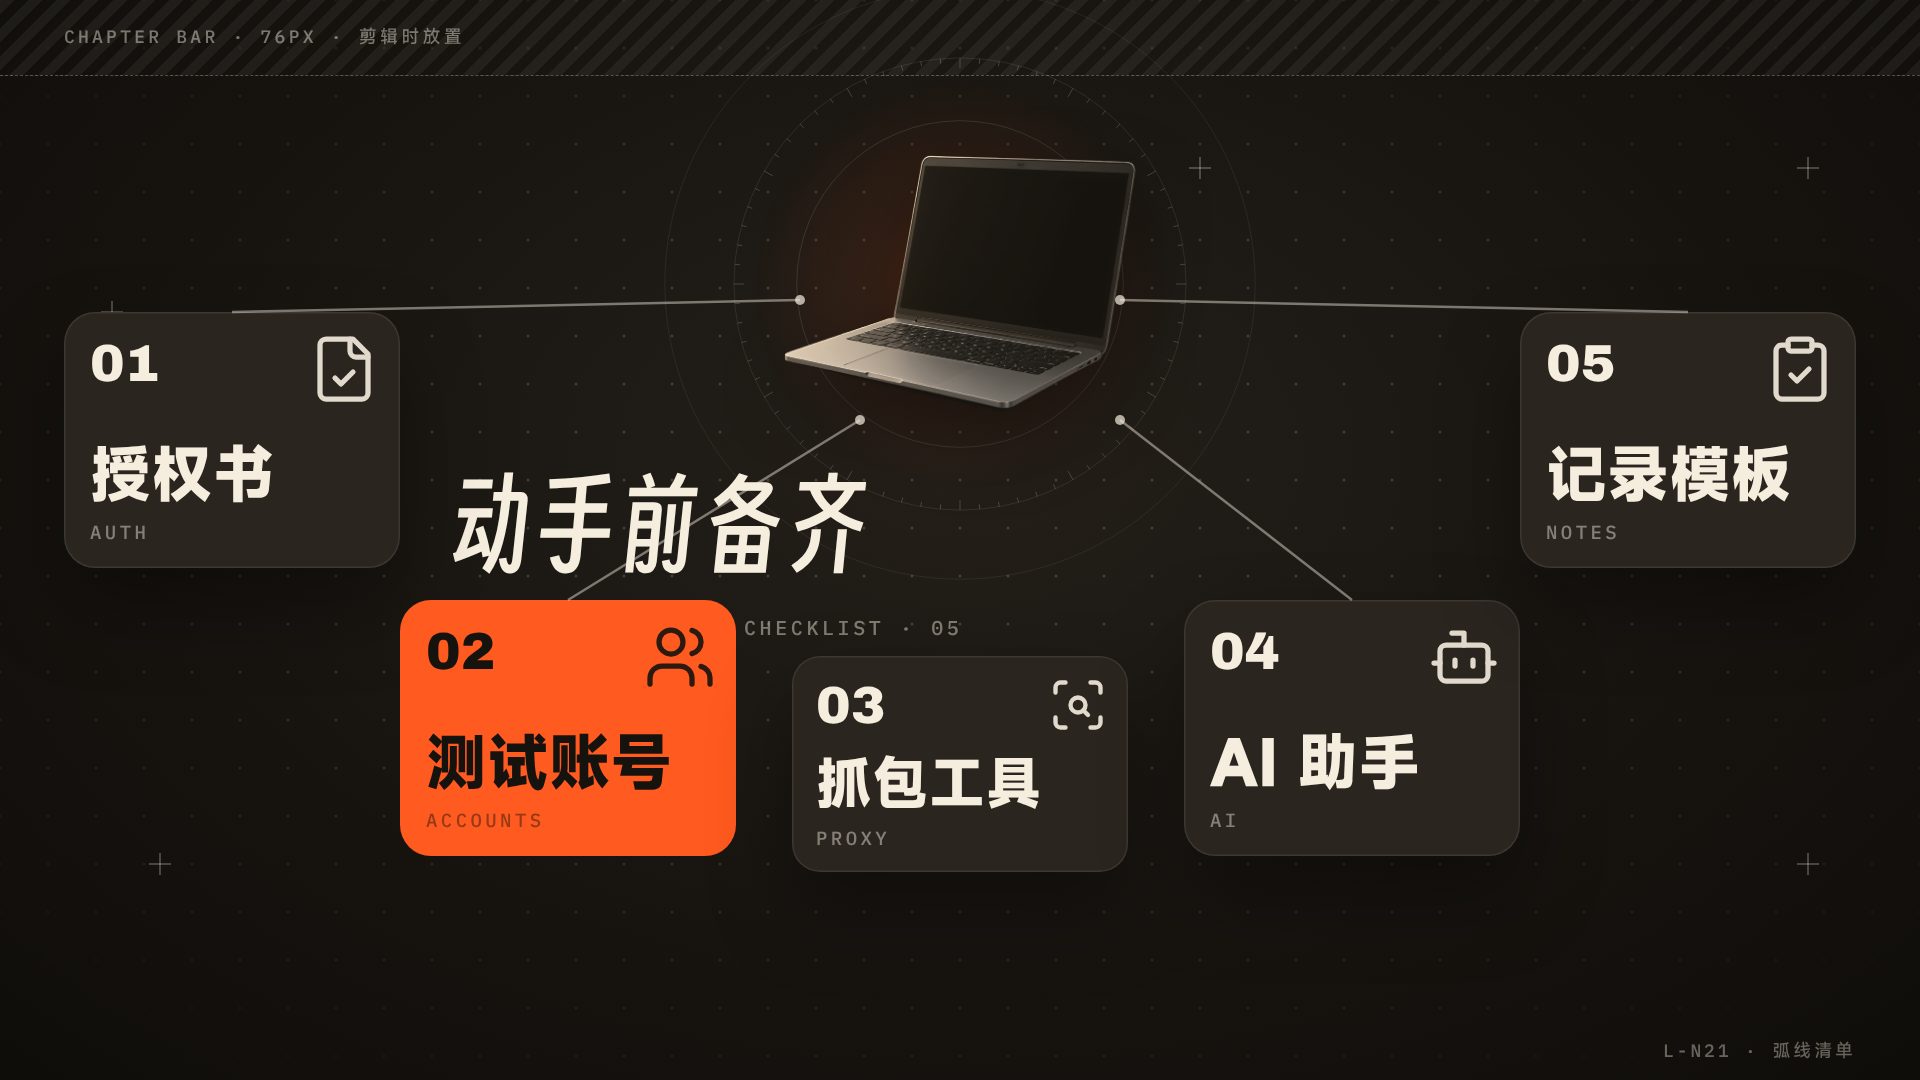 CHAPTER BAR · 76PX · 剪辑时放置
01
授权书
AUTH
动手前备齐
CHECKLIST · 05
02
测试账号
ACCOUNTS
03
抓包工具
PROXY
04
AI 助手
AI
05
记录模板
NOTES
L-N21 · 弧线清单